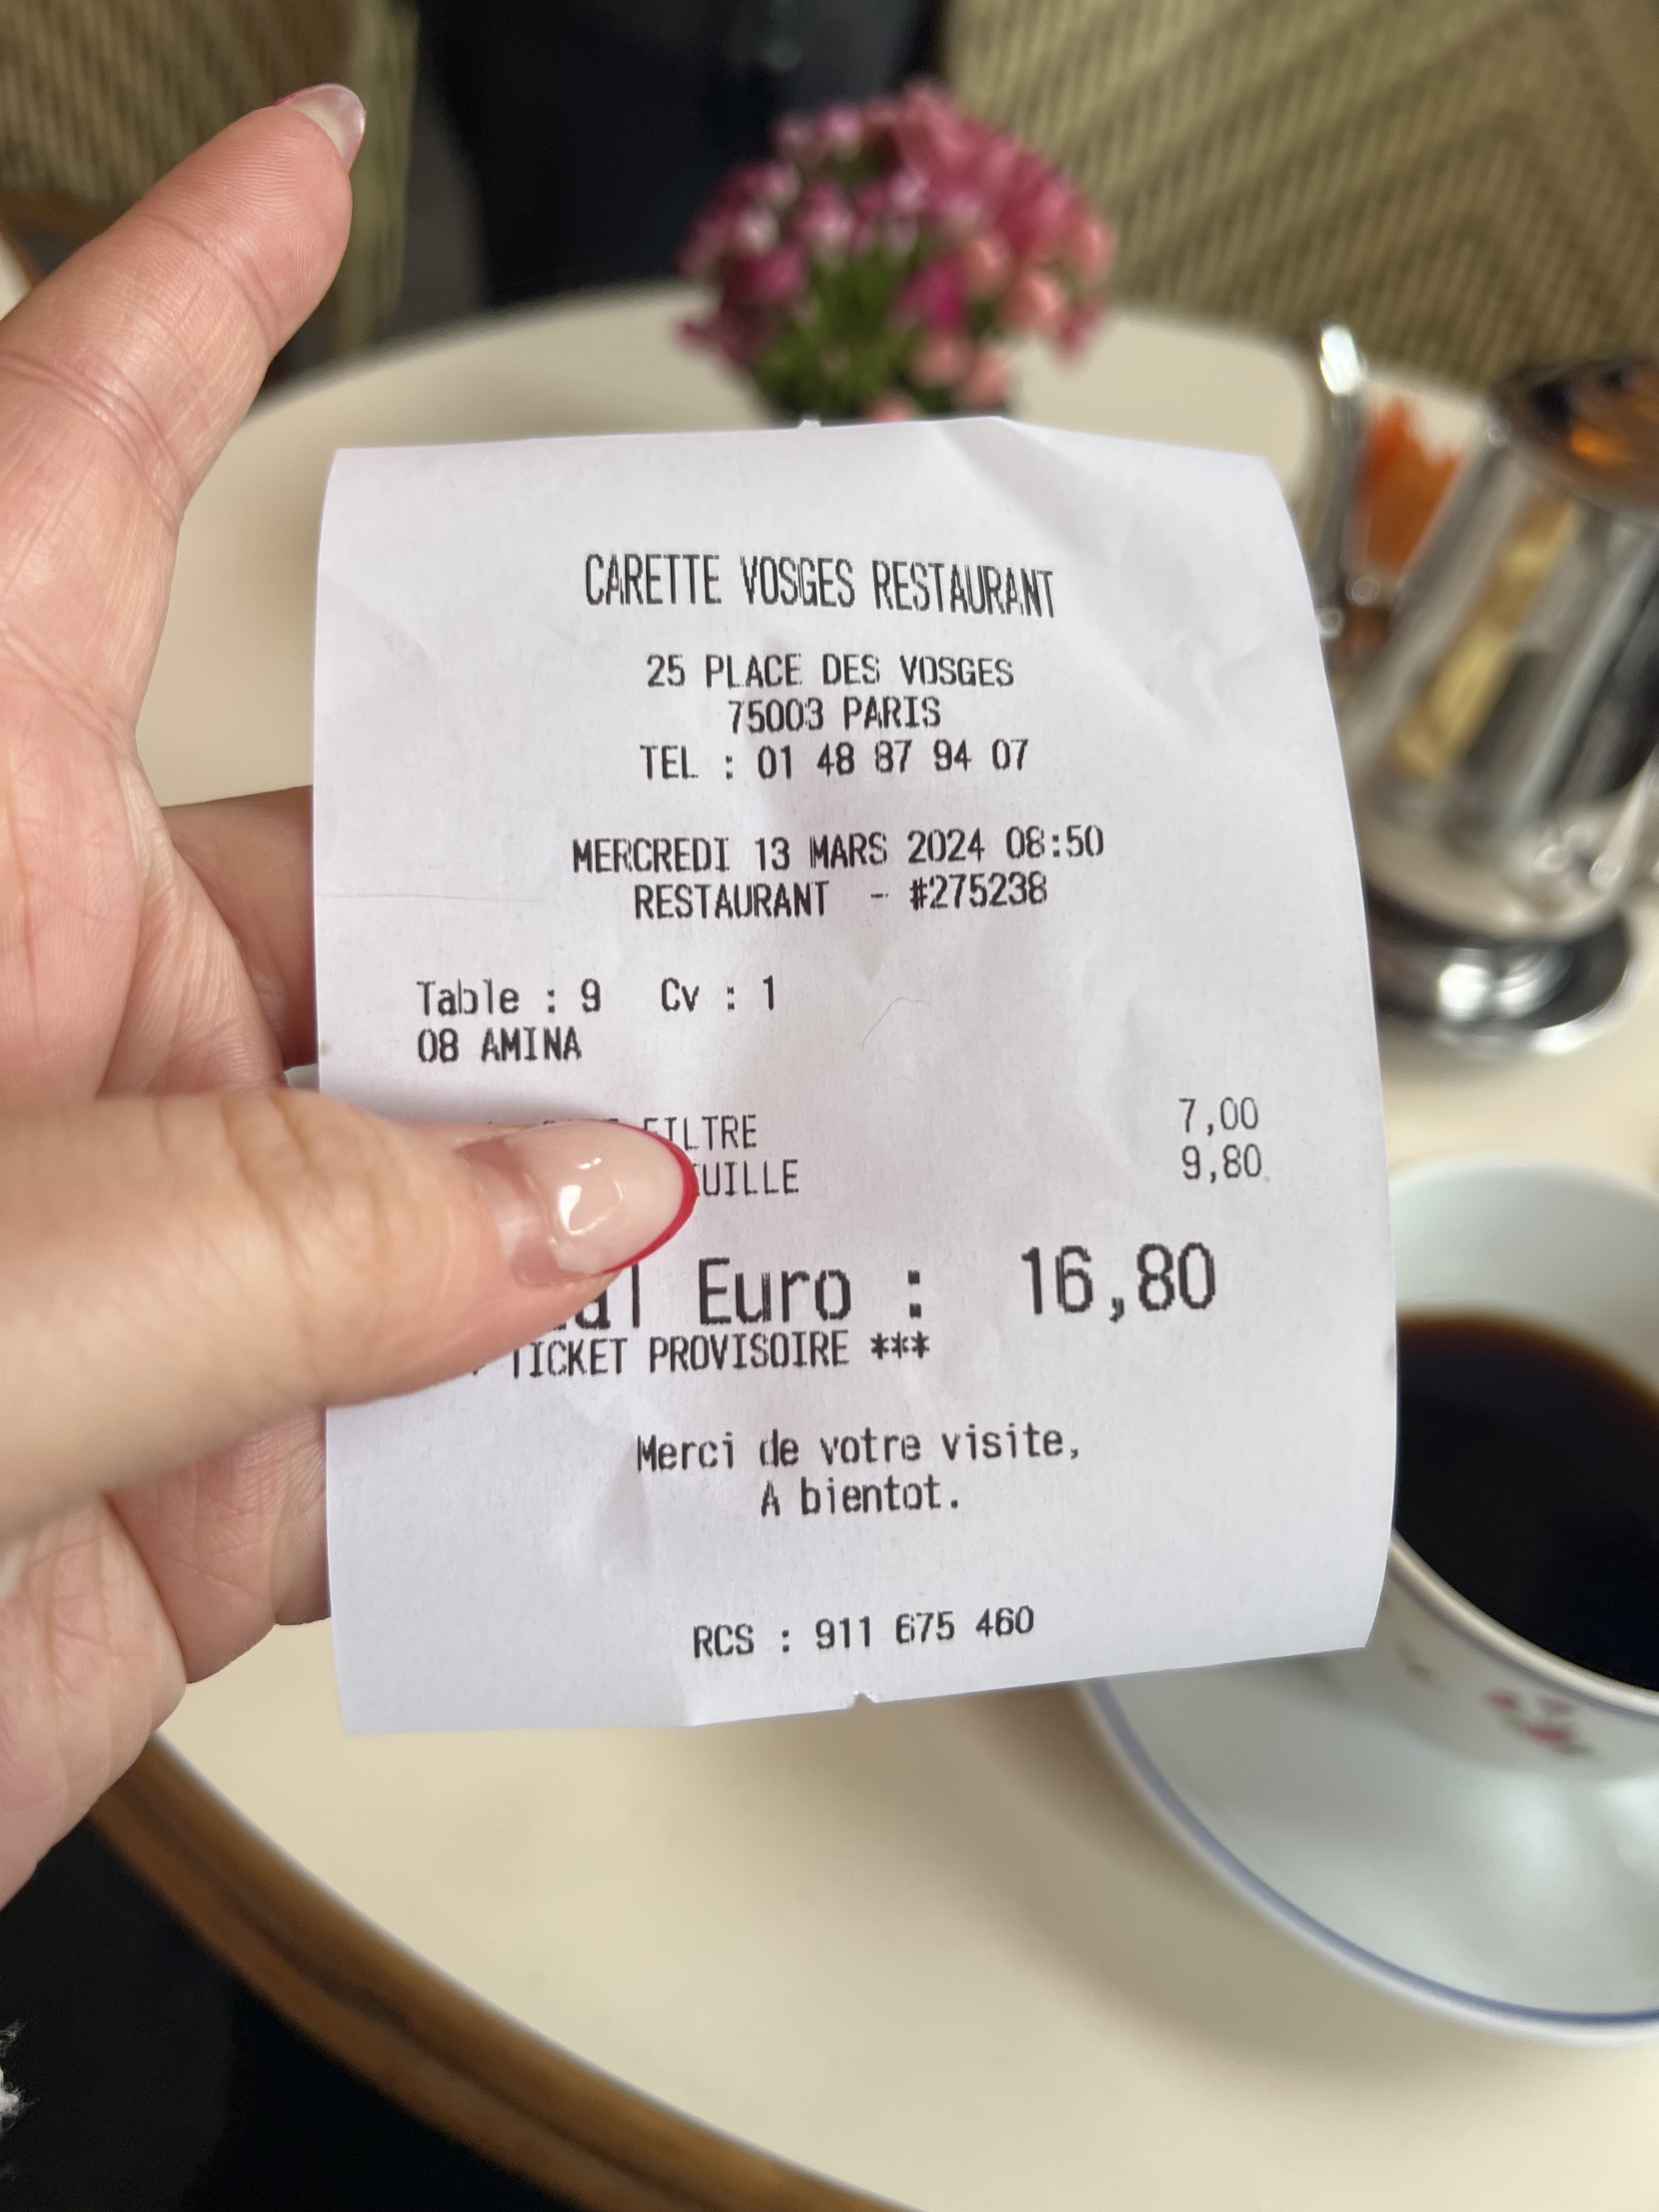 CARETTE VOSGES RESTAURANT
25 PLACE DES VOSGES
75003 PARIS
TEL : 01 48 87 94 07
MERCREDI 13 MARS 2024 08:50
RESTAURANT - #275238
Table : 9 Cv : 1
08 AMINA
FILTRE 7,00
9,80
Euro : 16,80
TICKET PROVISOIRE ***
Merci de votre visite,
A bientot.
RCS : 911 675 460